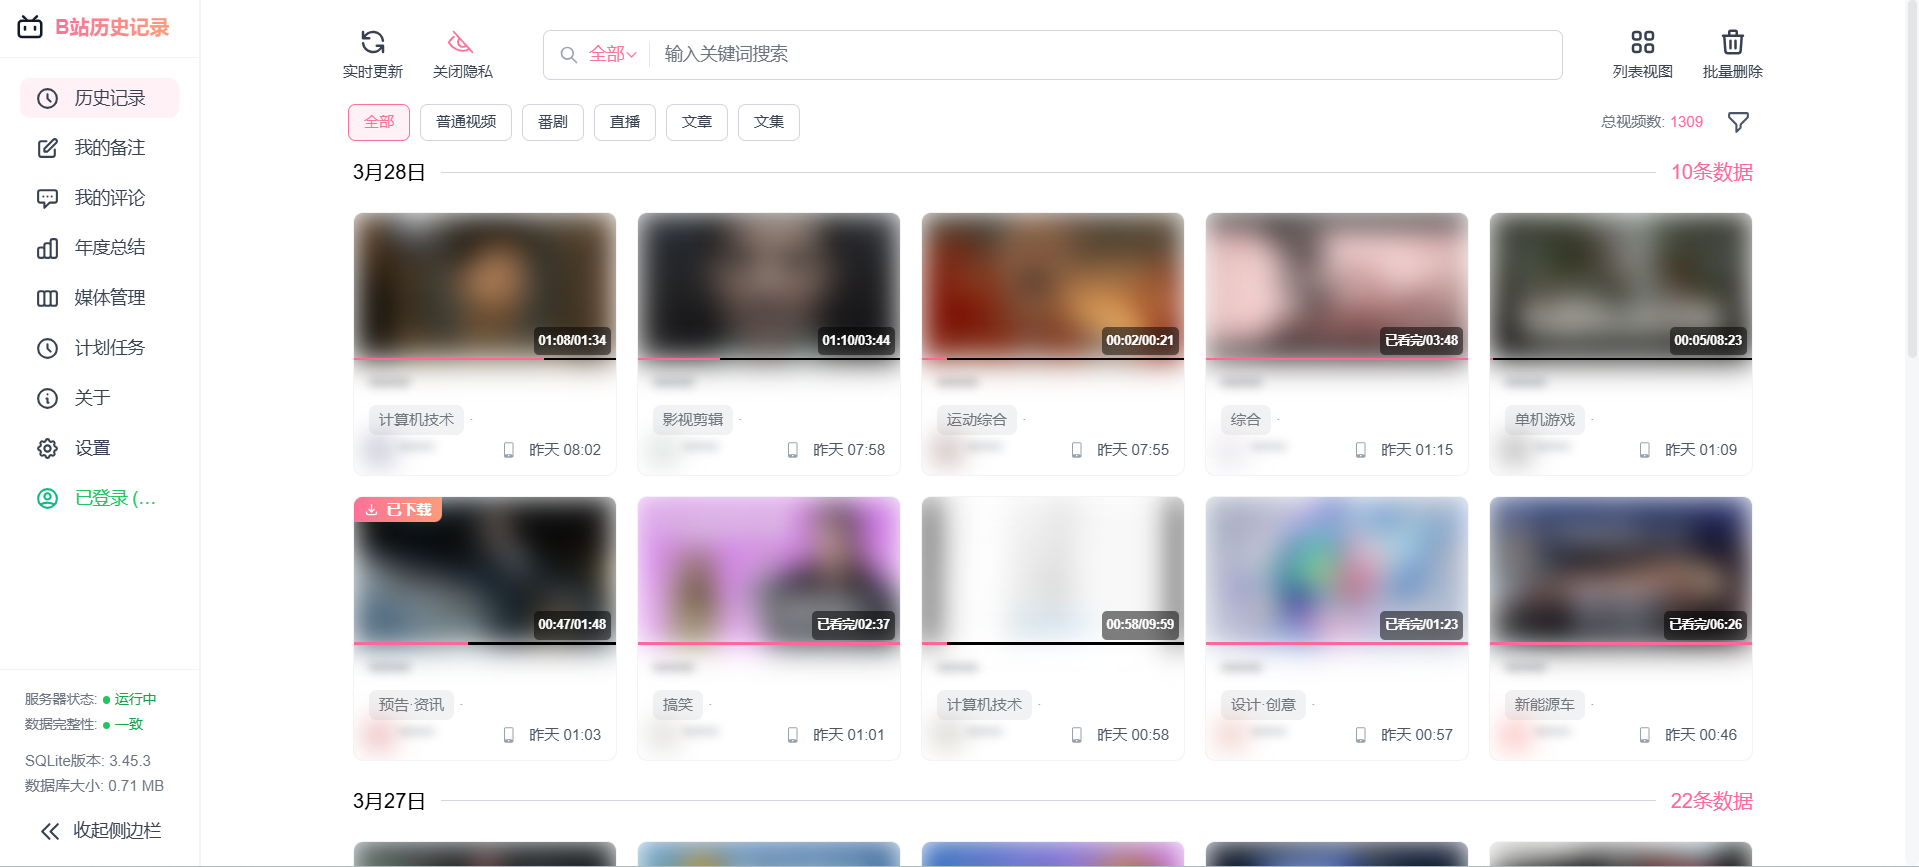 B站历史记录
历史记录
我的备注
我的评论
年度总结
媒体管理
计划任务
关于
设置
已登录 (...
服务器状态: 运行中
数据完整性: 一致
SQLite版本: 3.45.3
数据库大小: 0.71 MB
收起侧边栏
实时更新
关闭隐私
全部
输入关键词搜索
列表视图
批量删除
全部
普通视频
番剧
直播
文章
文集
总视频数: 1309
3月28日
10条数据
01:08/01:34
01:10/03:44
00:02/00:21
已看完/03:48
00:05/08:23
计算机技术 ·
影视剪辑 ·
运动综合 ·
综合 ·
单机游戏 ·
昨天 08:02
昨天 07:58
昨天 07:55
昨天 01:15
昨天 01:09
已下载
00:47/01:48
已看完/02:37
00:58/09:59
已看完/01:23
已看完/06:26
预告·资讯 ·
搞笑 ·
计算机技术 ·
设计·创意 ·
新能源车 ·
昨天 01:03
昨天 01:01
昨天 00:58
昨天 00:57
昨天 00:46
3月27日
22条数据